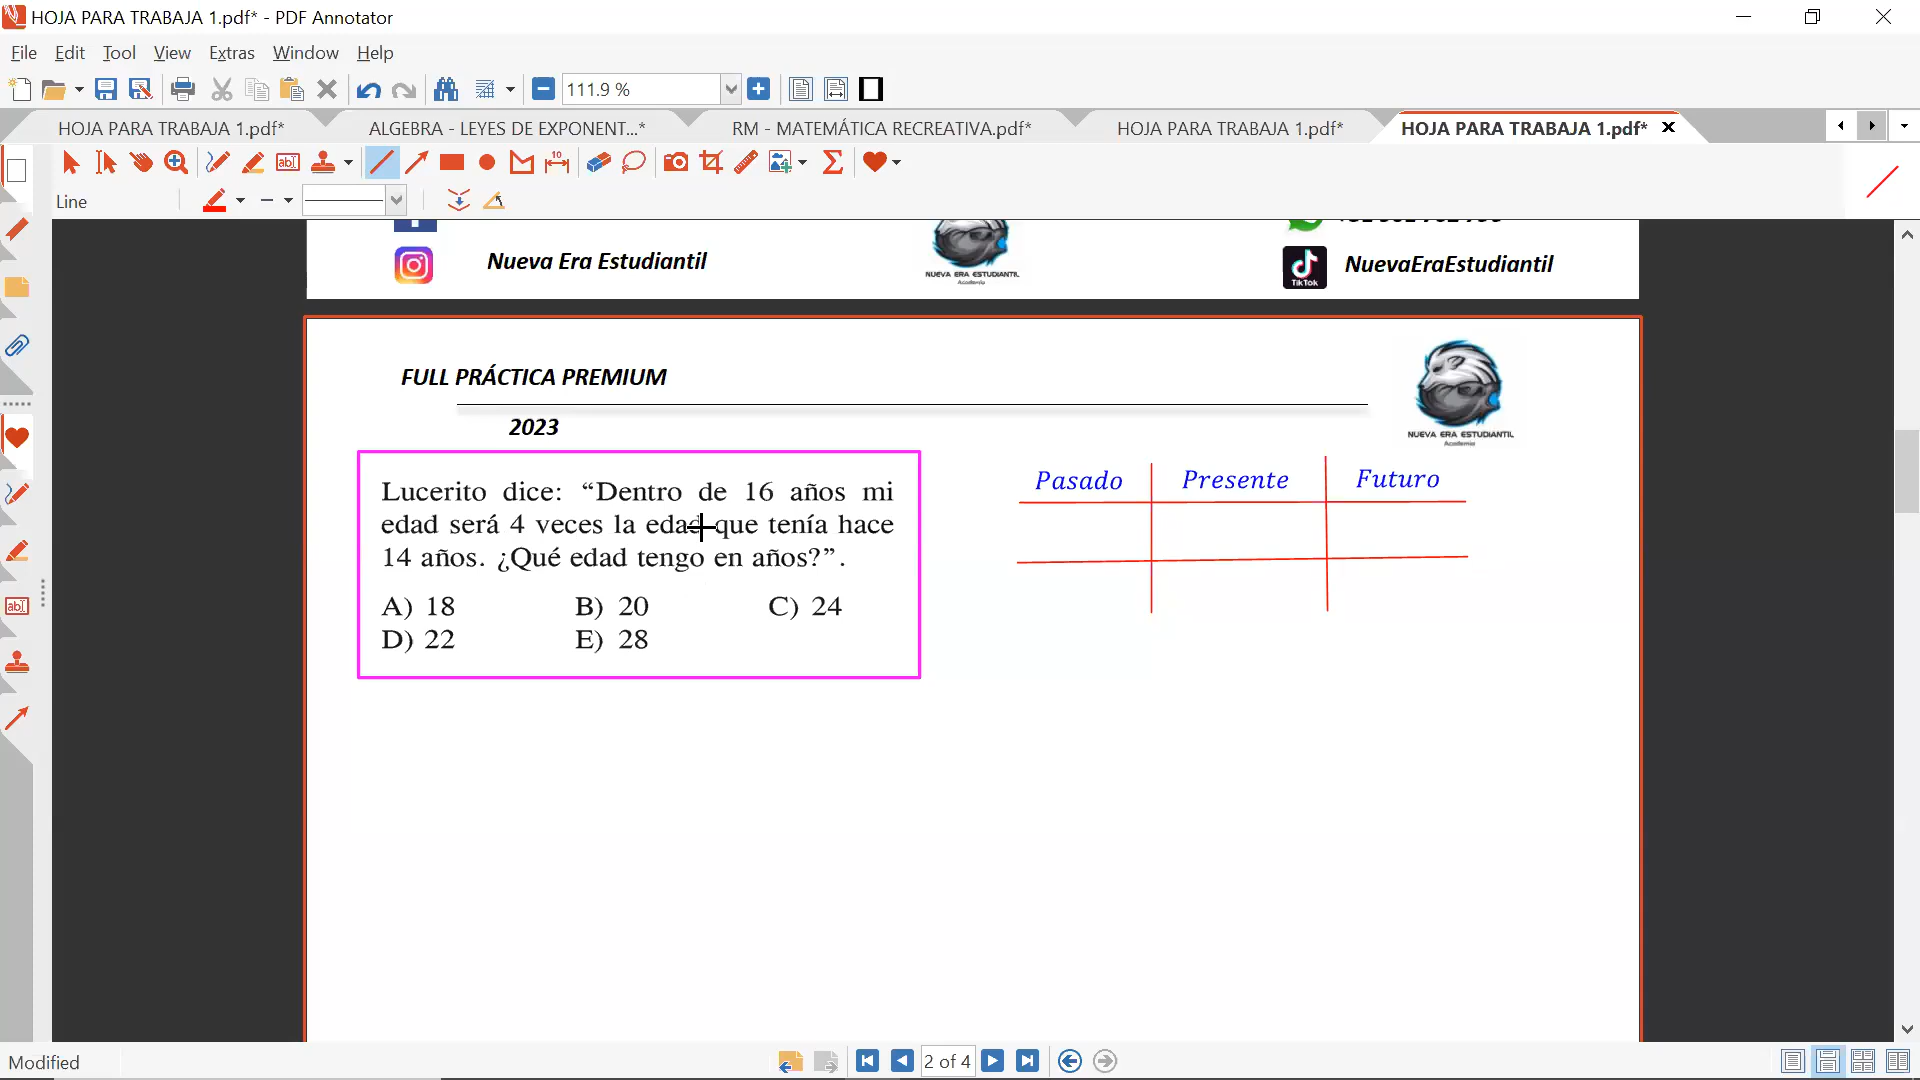 HOJA PARA TRABAJA 1.pdf* - PDF Annotator
File Edit Tool View Extras Window Help
111.9 %
HOJA PARA TRABAJA 1.pdf*
ALGEBRA - LEYES DE EXPONENT...*
RM - MATEMÁTICA RECREATIVA.pdf*
HOJA PARA TRABAJA 1.pdf*
HOJA PARA TRABAJA 1.pdf*
Line
Nueva Era Estudiantil
NUEVA ERA ESTUDIANTIL
Academia
TikTok
NuevaEraEstudiantil
FULL PRÁCTICA PREMIUM
2023
NUEVA ERA ESTUDIANTIL
Academia
Lucerito dice: “Dentro de 16 años mi
edad será 4 veces la edad que tenía hace
14 años. ¿Qué edad tengo en años?”.
A) 18 B) 20 C) 24
D) 22 E) 28
Pasado Presente Futuro
Modified
2 of 4